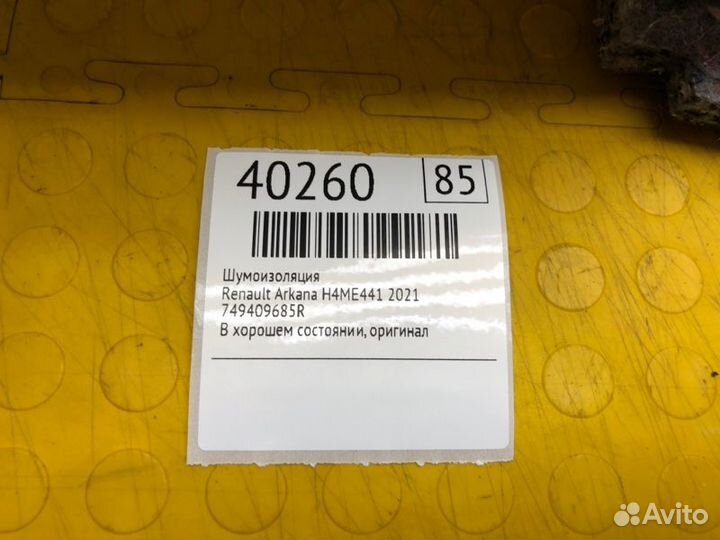 40260
85
Шумоизоляция
Renault Arkana H4ME441 2021
749409685R
В хорошем состоянии, оригинал
Avito